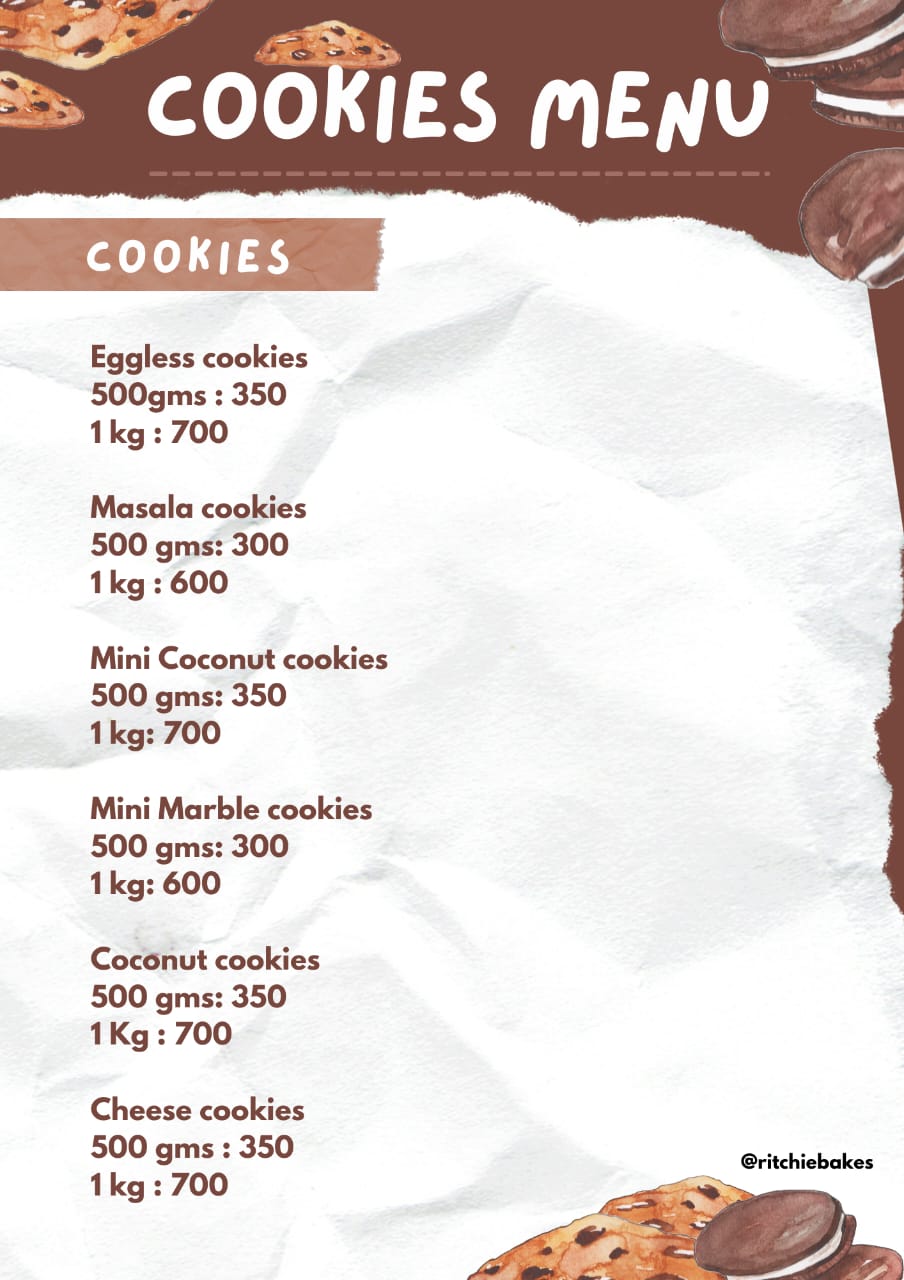 COOKIES MENU
COOKIES
Eggless cookies
500gms : 350
1 kg : 700
Masala cookies
500 gms: 300
1 kg : 600
Mini Coconut cookies
500 gms: 350
1 kg: 700
Mini Marble cookies
500 gms: 300
1 kg: 600
Coconut cookies
500 gms: 350
1 Kg : 700
Cheese cookies
500 gms : 350
1 kg : 700
@ritchiebakes